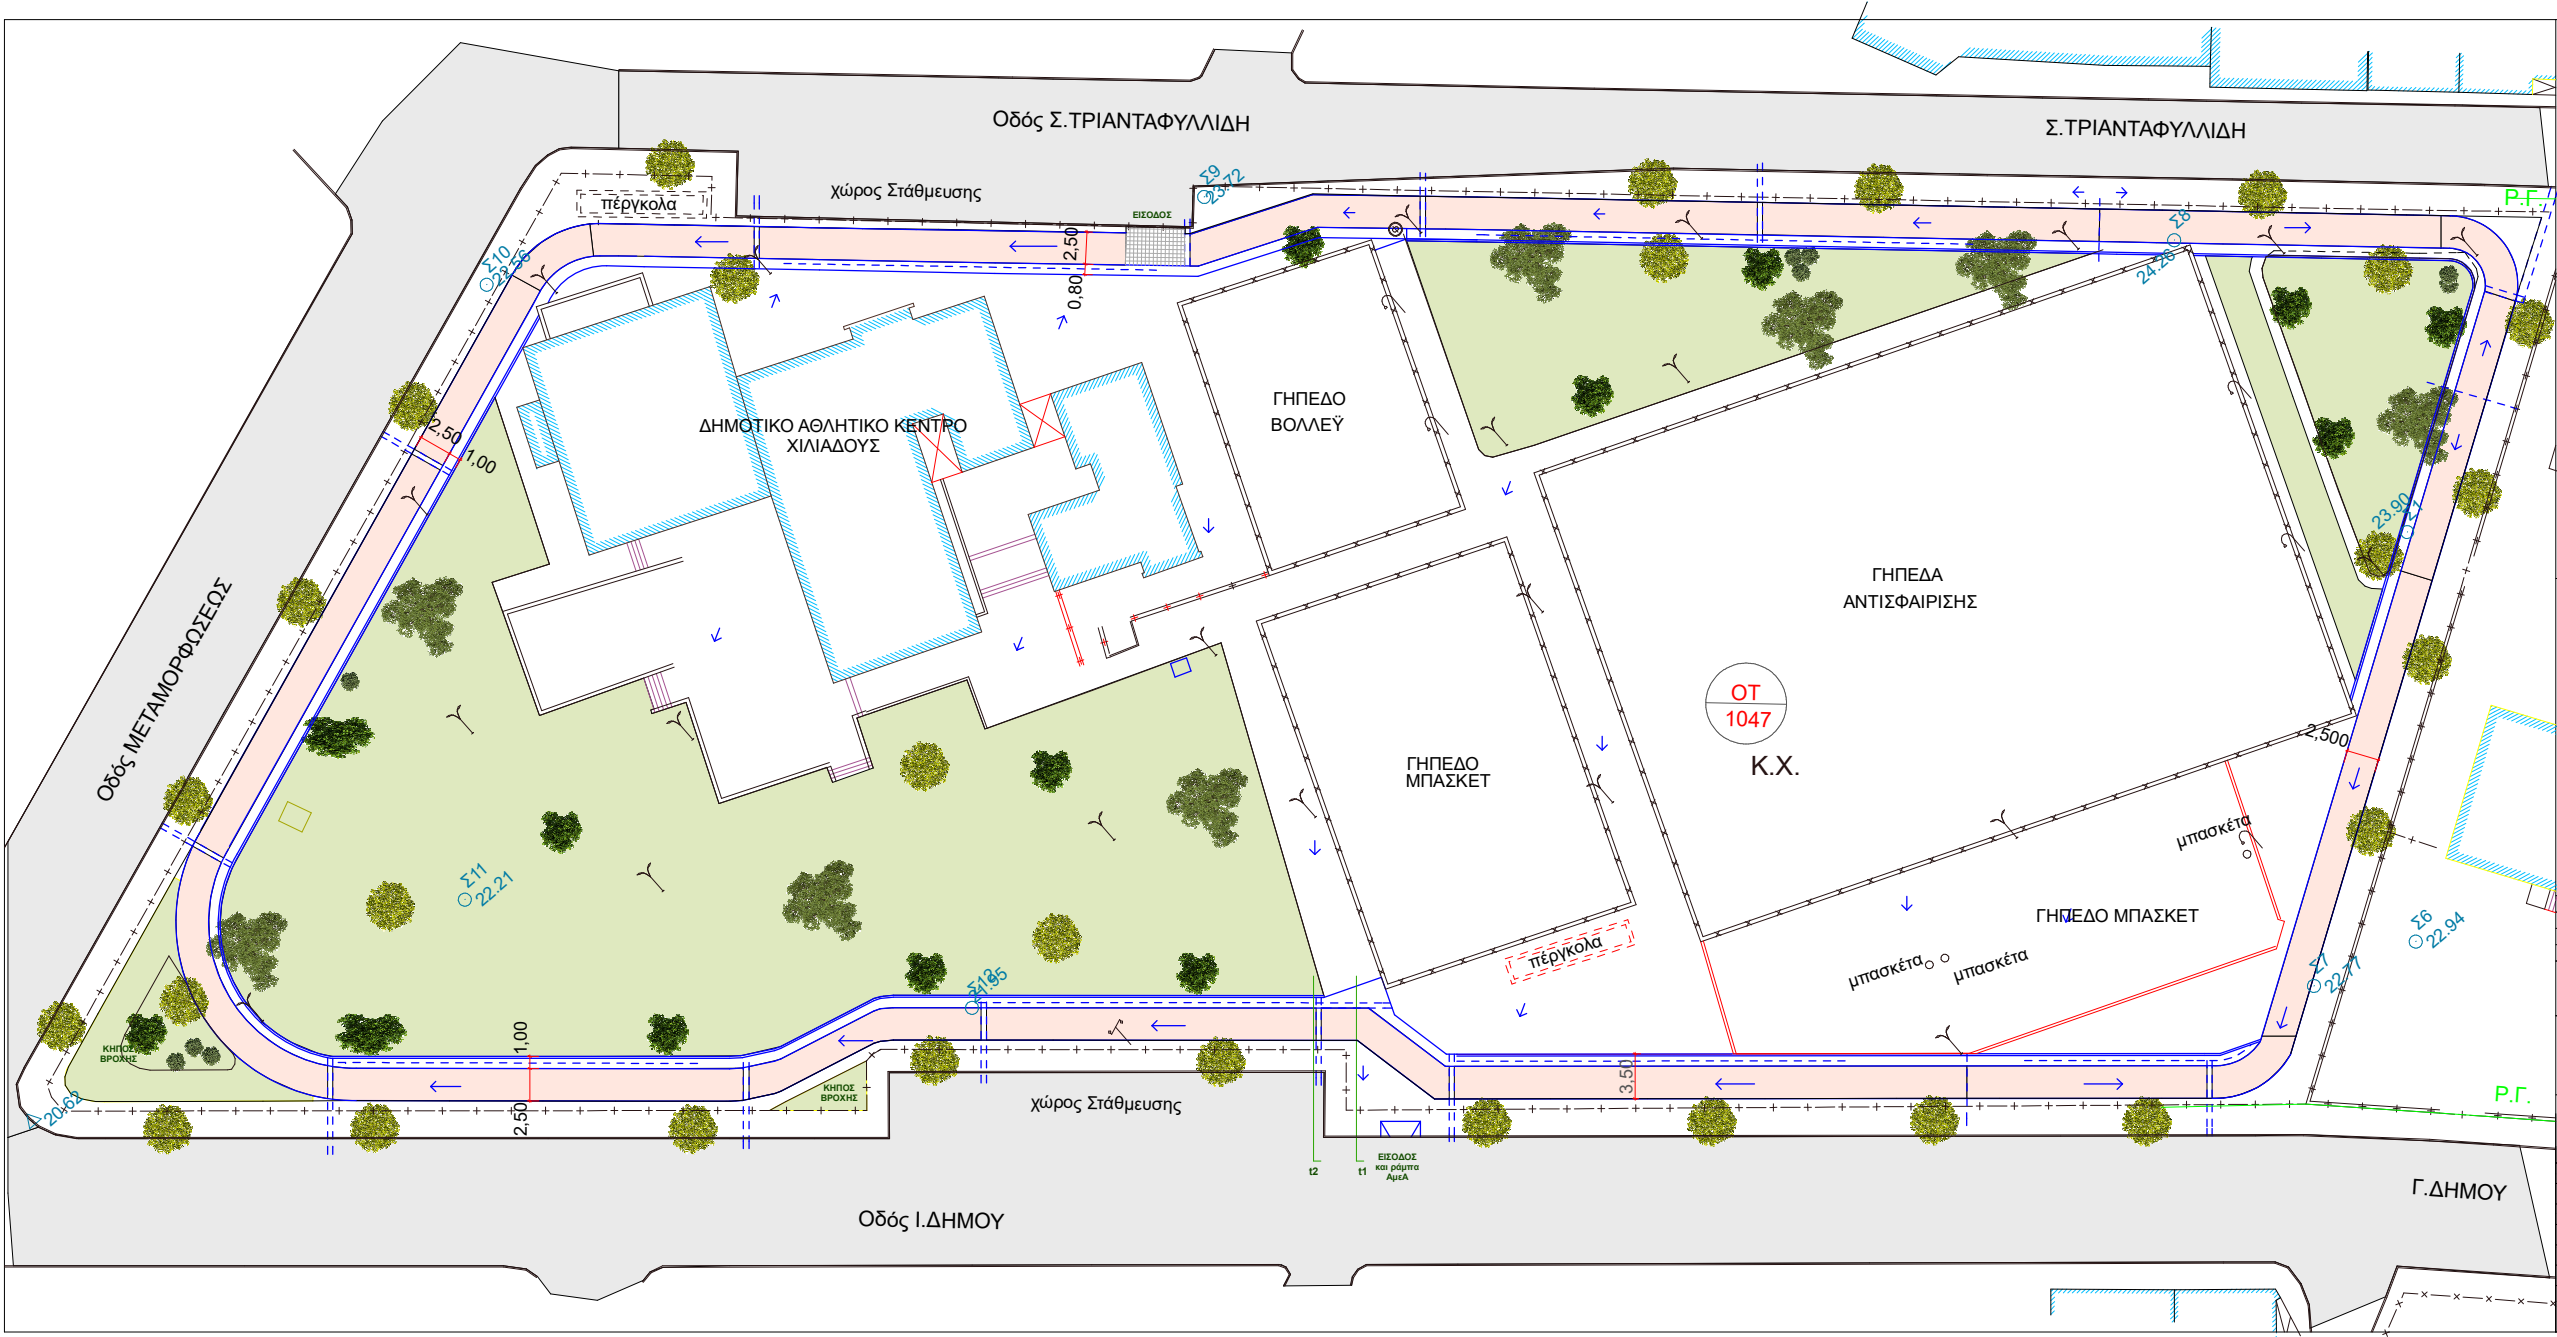 Οδός Σ.ΤΡΙΑΝΤΑΦΥΛΛΙΔΗ
Σ.ΤΡΙΑΝΤΑΦΥΛΛΙΔΗ
χώρος Στάθμευσης
πέργκολα
ΕΙΣΟΔΟΣ
Σ9
23.72
Ρ.Γ.
Σ8
24.20
Σ10
22.56
2,50
0,80
2,50
1,00
ΔΗΜΟΤΙΚΟ ΑΘΛΗΤΙΚΟ ΚΕΝΤΡΟ
ΧΙΛΙΑΔΟΥΣ
ΓΗΠΕΔΟ
ΒΟΛΛΕΫ
23.90
ΓΗΠΕΔΑ
ΑΝΤΙΣΦΑΙΡΙΣΗΣ
Οδός ΜΕΤΑΜΟΡΦΩΣΕΩΣ
ΟΤ
1047
Κ.Χ.
2,500
ΓΗΠΕΔΟ
ΜΠΑΣΚΕΤ
μπασκέτα
Σ11
22.21
ΓΗΠΕΔΟ ΜΠΑΣΚΕΤ
πέργκολα
μπασκέτα
μπασκέτα
Σ6
22.94
Σ7
22.77
Σ12
21.95
ΚΗΠΟΣ
ΒΡΟΧΗΣ
1,00
2,50
3,50
ΚΗΠΟΣ
ΒΡΟΧΗΣ
χώρος Στάθμευσης
Ρ.Γ.
20.62
t2
t1
ΕΙΣΟΔΟΣ
και ράμπα
ΑμεΑ
Οδός Ι.ΔΗΜΟΥ
Γ.ΔΗΜΟΥ